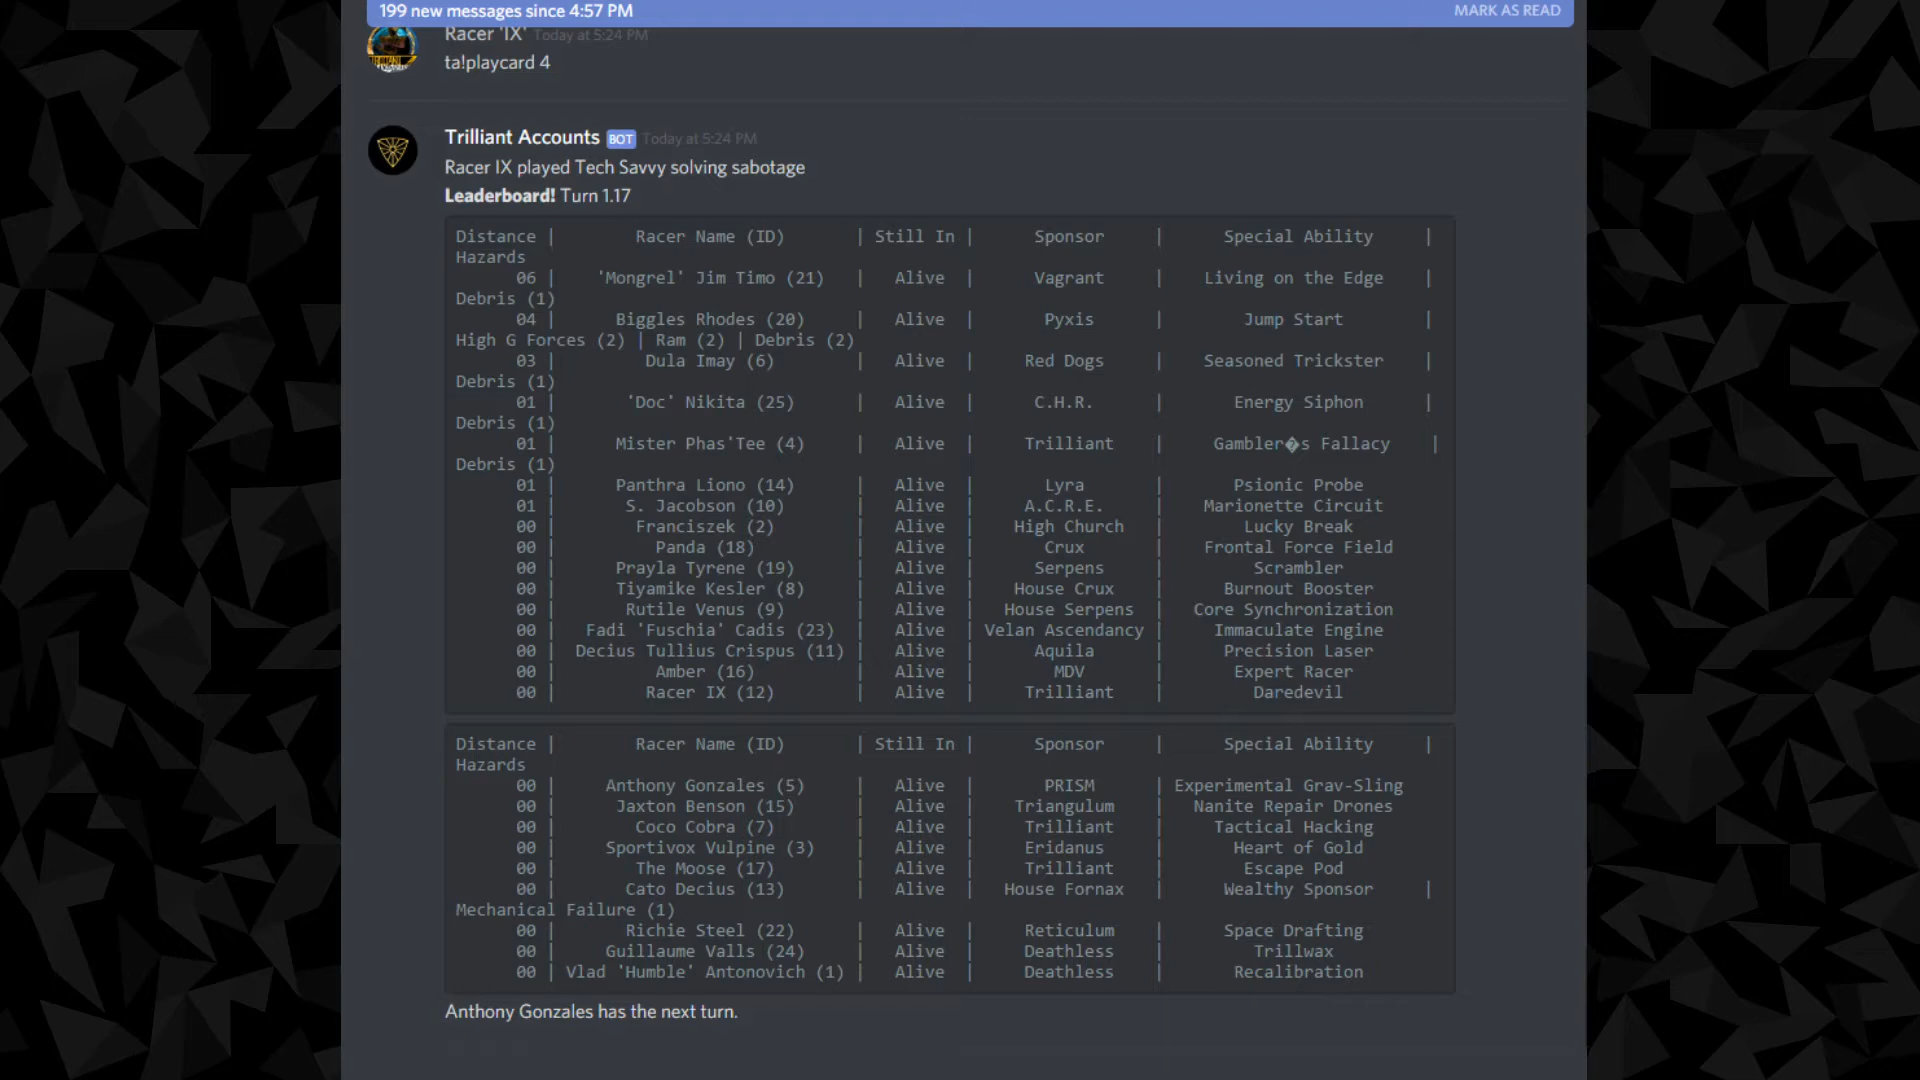 199 new messages since 4:57 PM MARK AS READ
Racer 'IX' Today at 5:24 PM
ta!playcard 4
Trilliant Accounts BOT Today at 5:24 PM
Racer IX played Tech Savvy solving sabotage
Leaderboard! Turn 1.17
Distance | Racer Name (ID) | Still In | Sponsor | Special Ability |
Hazards
06 | 'Mongrel' Jim Timo (21) | Alive | Vagrant | Living on the Edge |
Debris (1)
04 | Biggles Rhodes (20) | Alive | Pyxis | Jump Start |
High G Forces (2) | Ram (2) | Debris (2)
03 | Dula Imay (6) | Alive | Red Dogs | Seasoned Trickster |
Debris (1)
01 | 'Doc' Nikita (25) | Alive | C.H.R. | Energy Siphon |
Debris (1)
01 | Mister Phas'Tee (4) | Alive | Trilliant | Gambler�s Fallacy |
Debris (1)
01 | Panthra Liono (14) | Alive | Lyra | Psionic Probe
01 | S. Jacobson (10) | Alive | A.C.R.E. | Marionette Circuit
00 | Franciszek (2) | Alive | High Church | Lucky Break
00 | Panda (18) | Alive | Crux | Frontal Force Field
00 | Prayla Tyrene (19) | Alive | Serpens | Scrambler
00 | Tiyamike Kesler (8) | Alive | House Crux | Burnout Booster
00 | Rutile Venus (9) | Alive | House Serpens | Core Synchronization
00 | Fadi 'Fuschia' Cadis (23) | Alive | Velan Ascendancy | Immaculate Engine
00 | Decius Tullius Crispus (11) | Alive | Aquila | Precision Laser
00 | Amber (16) | Alive | MDV | Expert Racer
00 | Racer IX (12) | Alive | Trilliant | Daredevil
Distance | Racer Name (ID) | Still In | Sponsor | Special Ability |
Hazards
00 | Anthony Gonzales (5) | Alive | PRISM | Experimental Grav-Sling
00 | Jaxton Benson (15) | Alive | Triangulum | Nanite Repair Drones
00 | Coco Cobra (7) | Alive | Trilliant | Tactical Hacking
00 | Sportivox Vulpine (3) | Alive | Eridanus | Heart of Gold
00 | The Moose (17) | Alive | Trilliant | Escape Pod
00 | Cato Decius (13) | Alive | House Fornax | Wealthy Sponsor |
Mechanical Failure (1)
00 | Richie Steel (22) | Alive | Reticulum | Space Drafting
00 | Guillaume Valls (24) | Alive | Deathless | Trillwax
00 | Vlad 'Humble' Antonovich (1) | Alive | Deathless | Recalibration
Anthony Gonzales has the next turn.